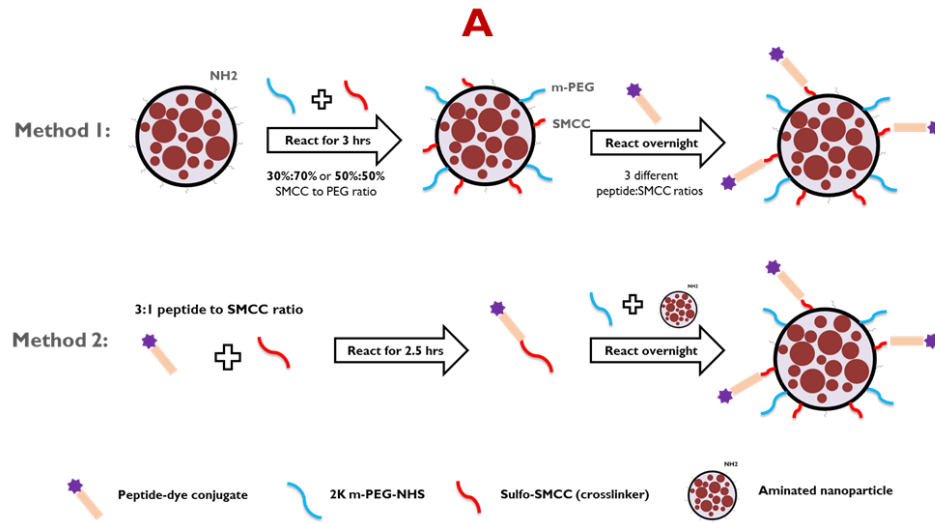 A
NH2
m-PEG
SMCC
Method 1:
React for 3 hrs
30%:70% or 50%:50%
SMCC to PEG ratio
React overnight
3 different
peptide:SMCC ratios
3:1 peptide to SMCC ratio
NH2
Method 2:
React for 2.5 hrs
React overnight
NH2
Peptide-dye conjugate
2K m-PEG-NHS
Sulfo-SMCC (crosslinker)
Aminated nanoparticle